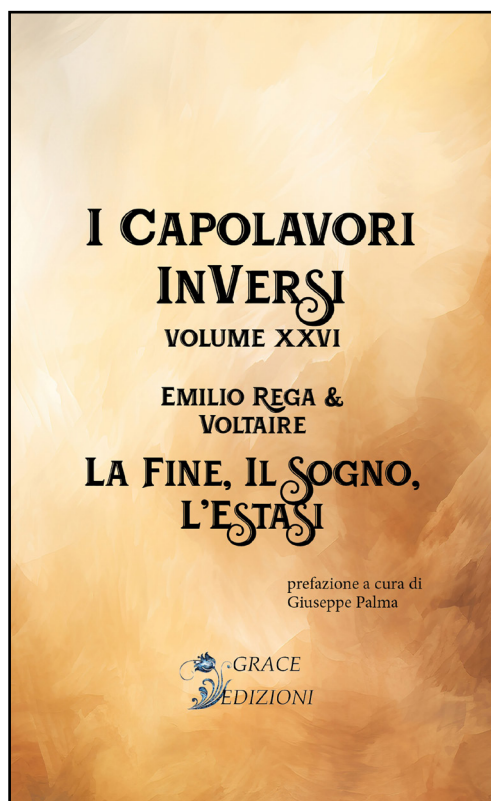 I CAPOLAVORI
INVERSI
VOLUME XXVI
EMILIO REGA &
VOLTAIRE
LA FINE, IL SOGNO,
L'ESTASI
prefazione a cura di
Giuseppe Palma
GRACE
EDIZIONI